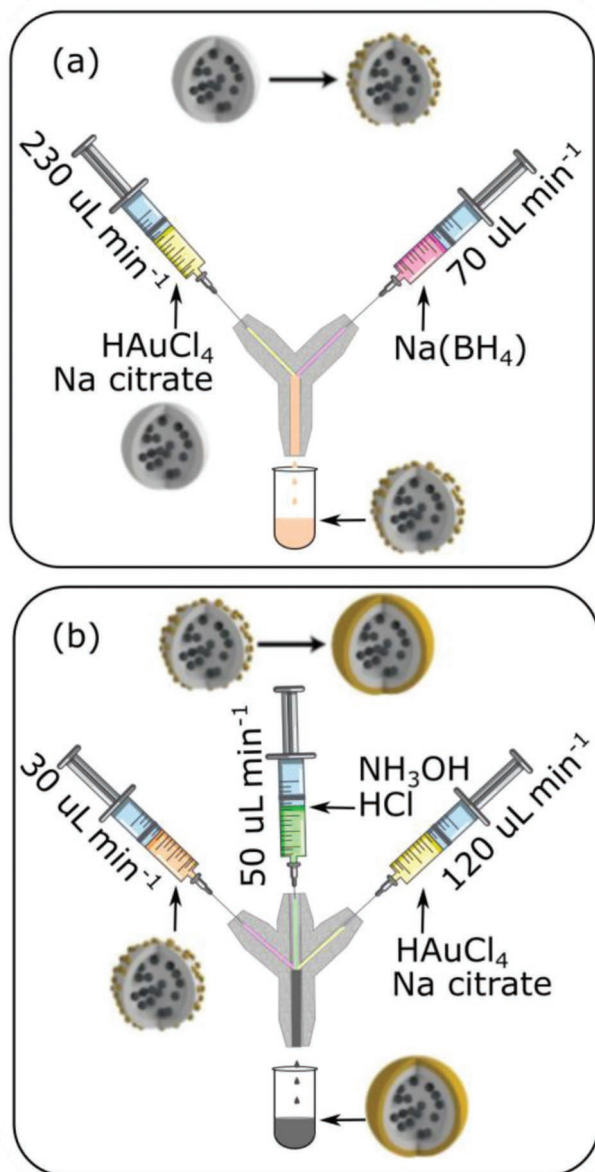 (a)
230 uL min⁻¹
70 uL min⁻¹
HAuCl₄
Na citrate
Na(BH₄)
(b)
30 uL min⁻¹
50 uL min⁻¹
NH₃OH
HCl
120 uL min⁻¹
HAuCl₄
Na citrate